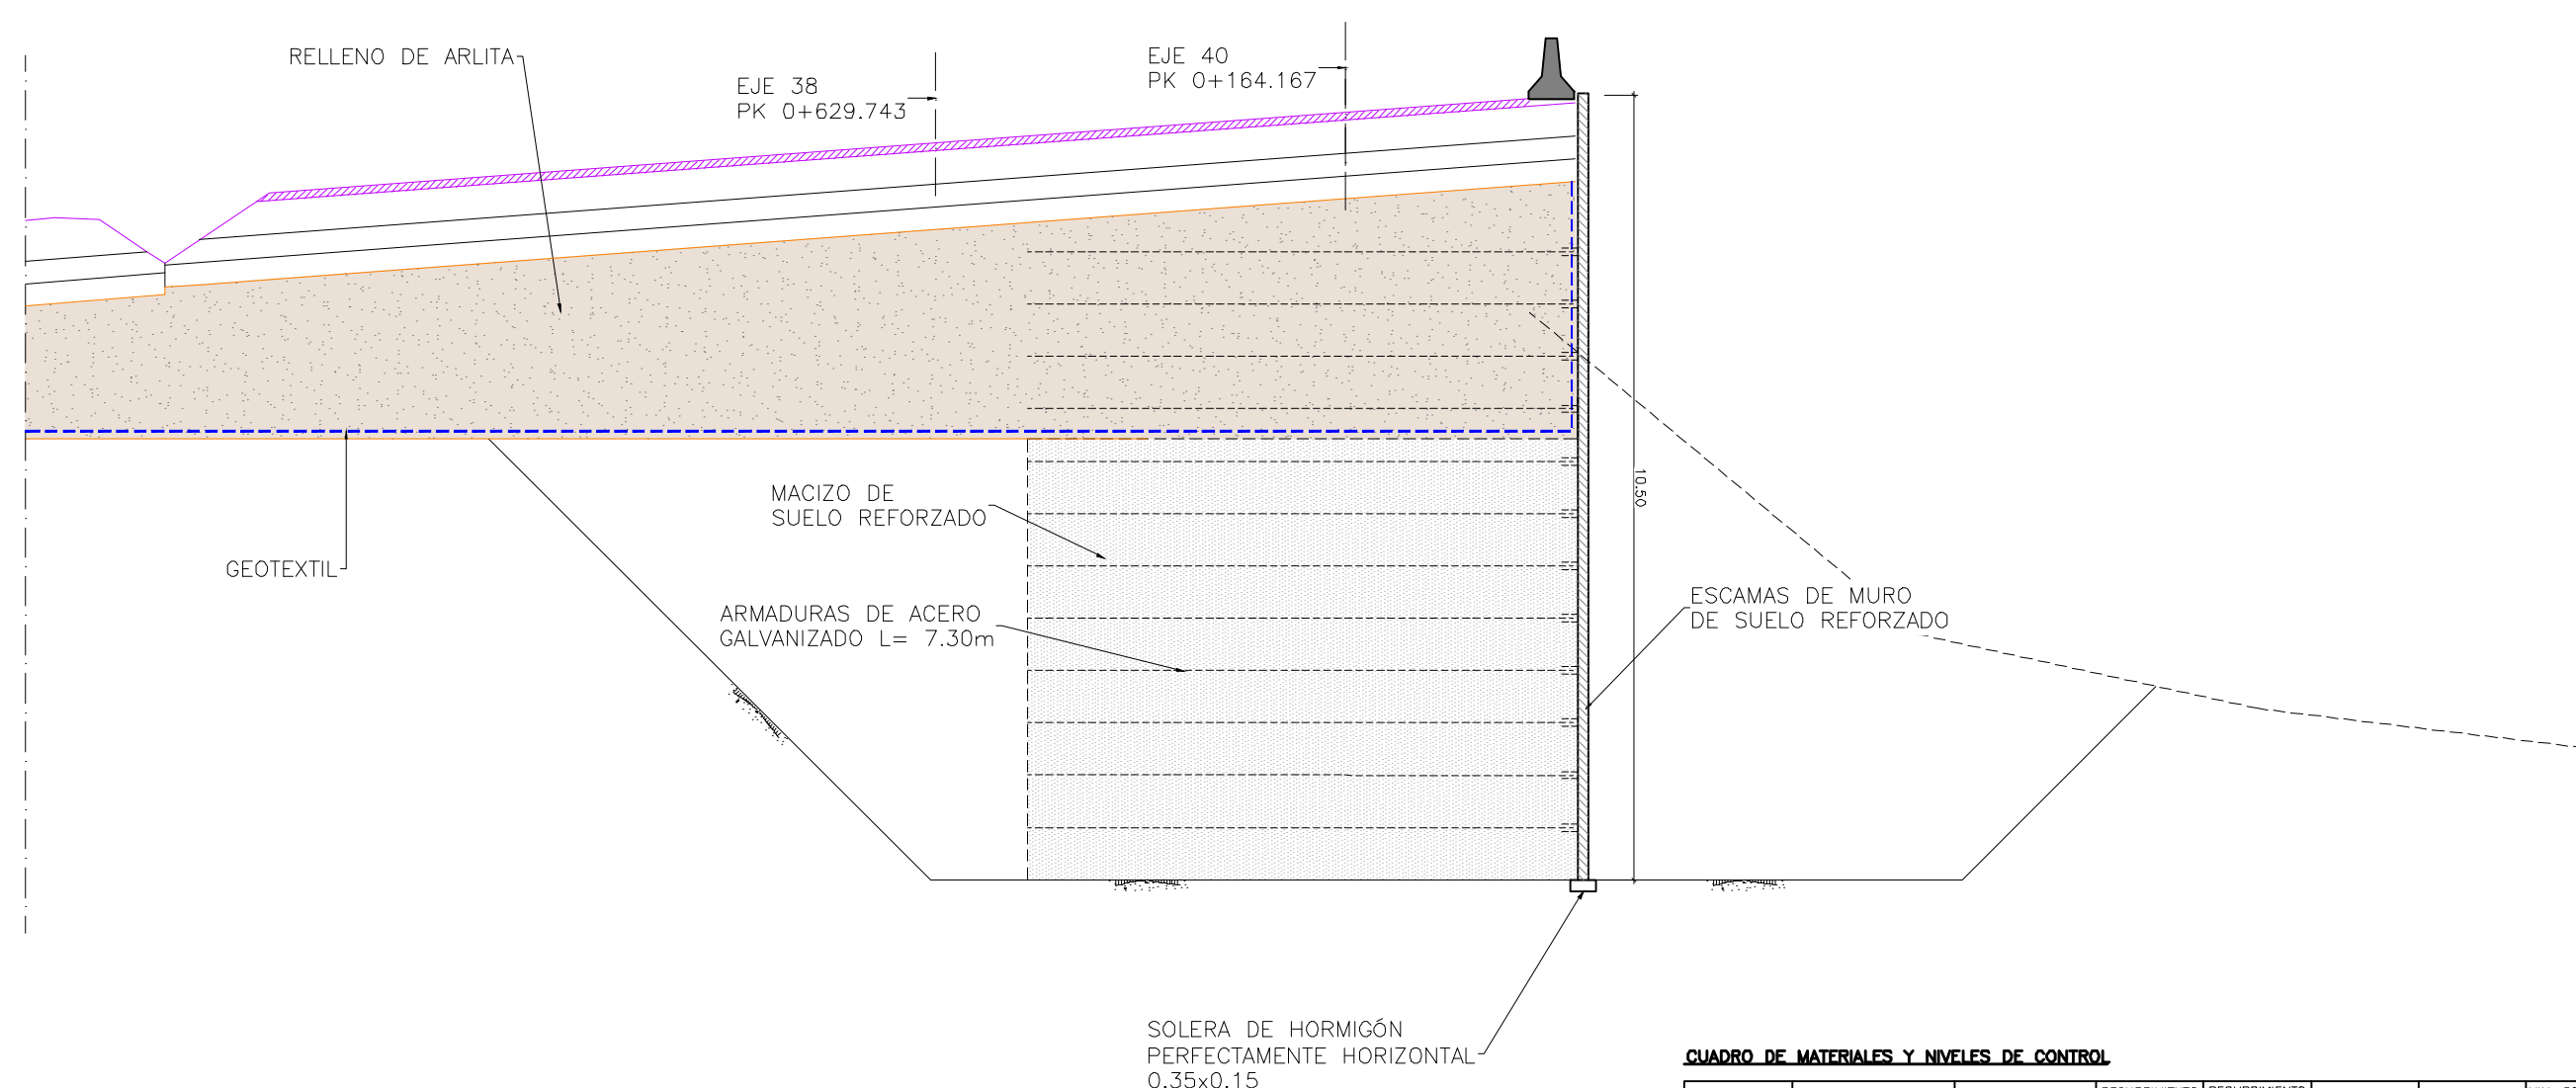 RELLENO DE ARLITA
EJE 38
PK 0+629.743
EJE 40
PK 0+164.167
10.50
MACIZO DE
SUELO REFORZADO
GEOTEXTIL
ARMADURAS DE ACERO
GALVANIZADO L= 7.30m
ESCAMAS DE MURO
DE SUELO REFORZADO
SOLERA DE HORMIGÓN
PERFECTAMENTE HORIZONTAL
0.35x0.15
CUADRO DE MATERIALES Y NIVELES DE CONTROL